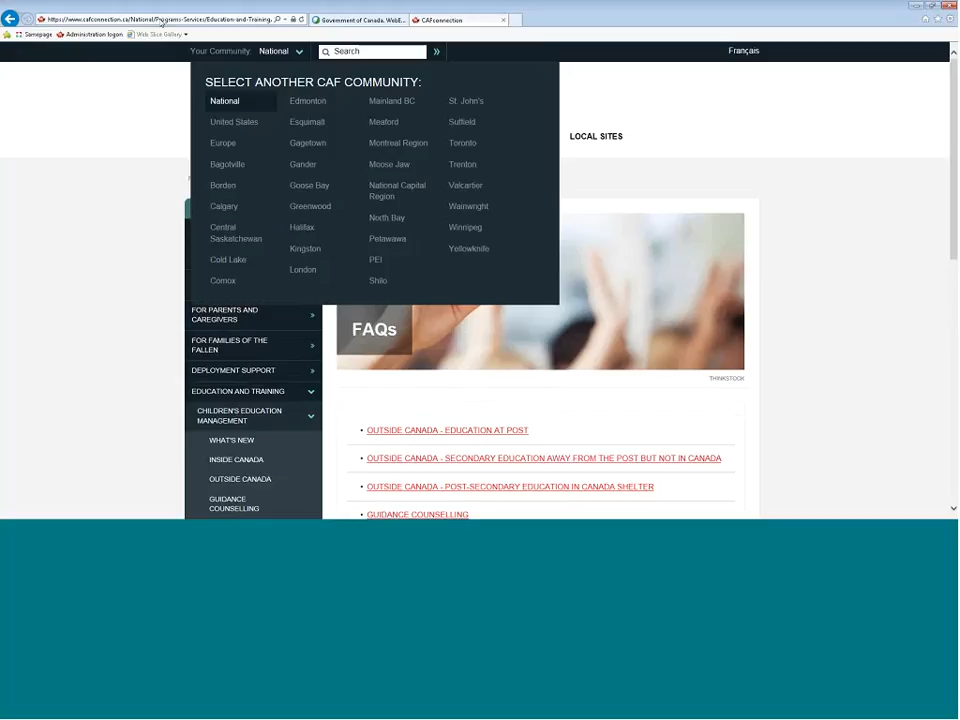 https://www.cafconnection.ca/National/Programs-Services/Education-and-Training.
Government of Canada. WebE...
CAFconnection
Semapage
Administration logon
Web Slice Gallery
Your Community: National
Search
»
Français
SELECT ANOTHER CAF COMMUNITY:
National
United States
Europe
Bagotville
Borden
Calgary
Central
Saskatchewan
Cold Lake
Comox
Edmonton
Esquimalt
Gagetown
Gander
Goose Bay
Greenwood
Halifax
Kingston
London
Mainland BC
Meaford
Montreal Region
Moose Jaw
National Capital
Region
North Bay
Petawawa
PEI
Shilo
St. John's
Suffield
Toronto
Trenton
Valcartier
Wainwright
Winnipeg
Yellowknife
LOCAL SITES
FOR PARENTS AND
CAREGIVERS »
FOR FAMILIES OF THE
FALLEN »
DEPLOYMENT SUPPORT »
EDUCATION AND TRAINING
CHILDREN'S EDUCATION
MANAGEMENT
WHAT'S NEW
INSIDE CANADA
OUTSIDE CANADA
GUIDANCE
COUNSELLING
FAQs
THINKSTOCK
• OUTSIDE CANADA - EDUCATION AT POST
• OUTSIDE CANADA - SECONDARY EDUCATION AWAY FROM THE POST BUT NOT IN CANADA
• OUTSIDE CANADA - POST-SECONDARY EDUCATION IN CANADA SHELTER
• GUIDANCE COUNSELLING